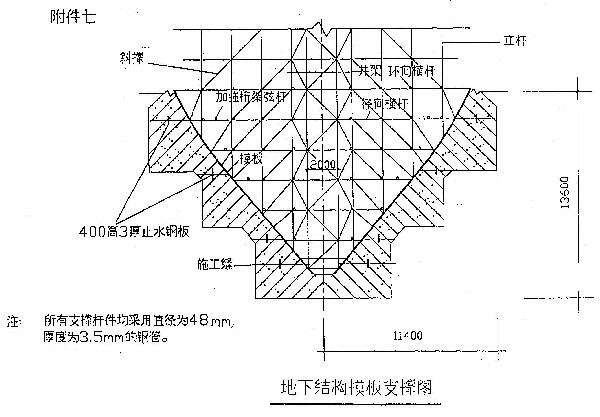 附件七
斜撑
立杆
井架 环向横杆
加强桁架弦杆
径向横杆
模板
2000
13600
400高3厚止水钢板
施工缝
注: 所有支撑杆件均采用直径为48mm,
厚度为3.5mm的钢管。
11400
地下结构模板支撑图